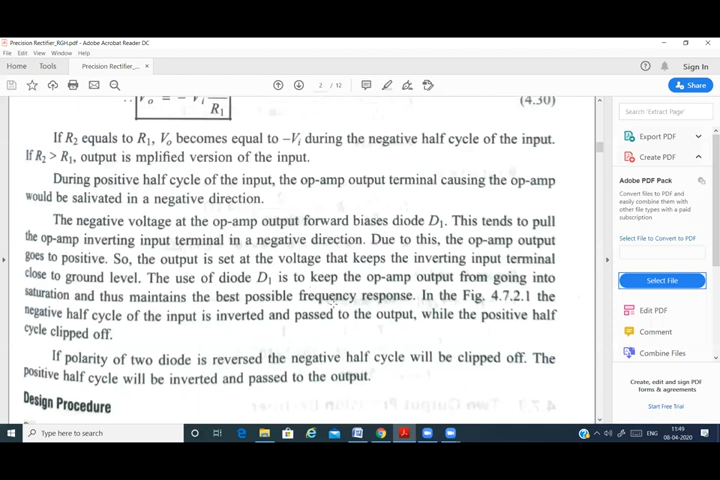 Precision Rectifier_RGH.pdf - Adobe Acrobat Reader DC
File Edit View Window Help
Home Tools Precision Rectifier_... × Sign In
2 / 12 Share
∴ Vo = − Vi R1 (4.30)
If R2 equals to R1, Vo becomes equal to −Vi during the negative half cycle of the input.
If R2 > R1, output is mplified version of the input.
During positive half cycle of the input, the op-amp output terminal causing the op-amp
would be salivated in a negative direction.
The negative voltage at the op-amp output forward biases diode D1. This tends to pull
the op-amp inverting input terminal in a negative direction. Due to this, the op-amp output
goes to positive. So, the output is set at the voltage that keeps the inverting input terminal
close to ground level. The use of diode D1 is to keep the op-amp output from going into
saturation and thus maintains the best possible frequency response. In the Fig. 4.7.2.1 the
negative half cycle of the input is inverted and passed to the output, while the positive half
cycle clipped off.
If polarity of two diode is reversed the negative half cycle will be clipped off. The
positive half cycle will be inverted and passed to the output.
Design Procedure
Search 'Extract Page'
Export PDF
Create PDF
Adobe PDF Pack
Convert files to PDF and
easily combine them with
other file types with a paid
subscription
Select File to Convert to PDF
Select File
Edit PDF
Comment
Combine Files
Create, edit and sign PDF
forms & agreements
Start Free Trial
Type here to search
ENG
11:49
08-04-2020